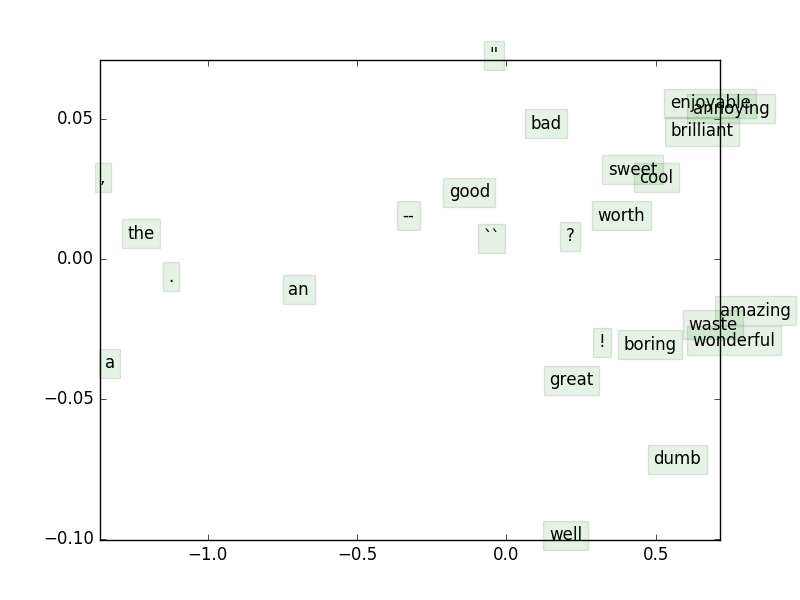 "
enjoyable
annoying
0.05
bad
brilliant
,
sweet
cool
good
--
worth
the
``
?
0.00
.
an
amazing
waste
wonderful
!
boring
a
great
−0.05
dumb
well
−0.10
−1.0 −0.5 0.0 0.5